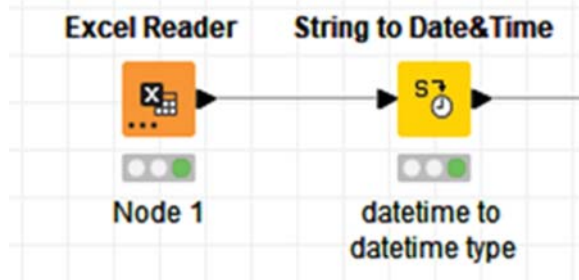 Excel Reader
String to Date&Time
S
Node 1
datetime to
datetime type